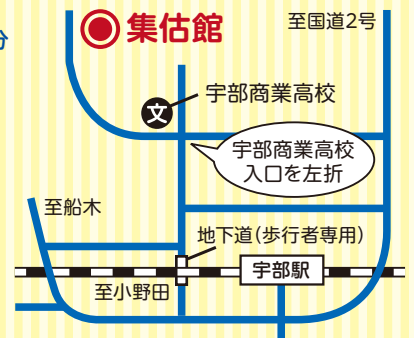 分
集估館
至国道2号
宇部商業高校
文
宇部商業高校
入口を左折
至船木
地下道(歩行者専用)
宇部駅
至小野田